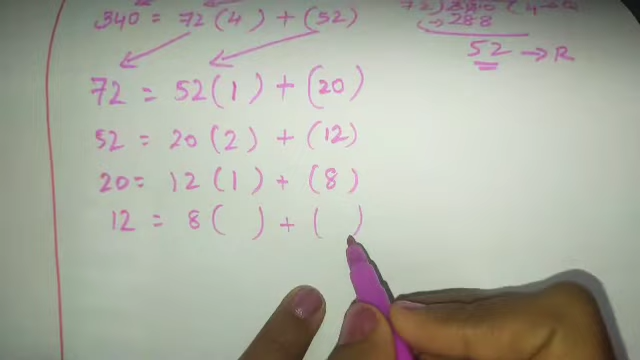 340 = 72 (4) + (52)
72 = 52 (1) + (20)
52 = 20 (2) + (12)
20 = 12 (1) + (8)
12 = 8 ( ) + ( )
288
52 → R